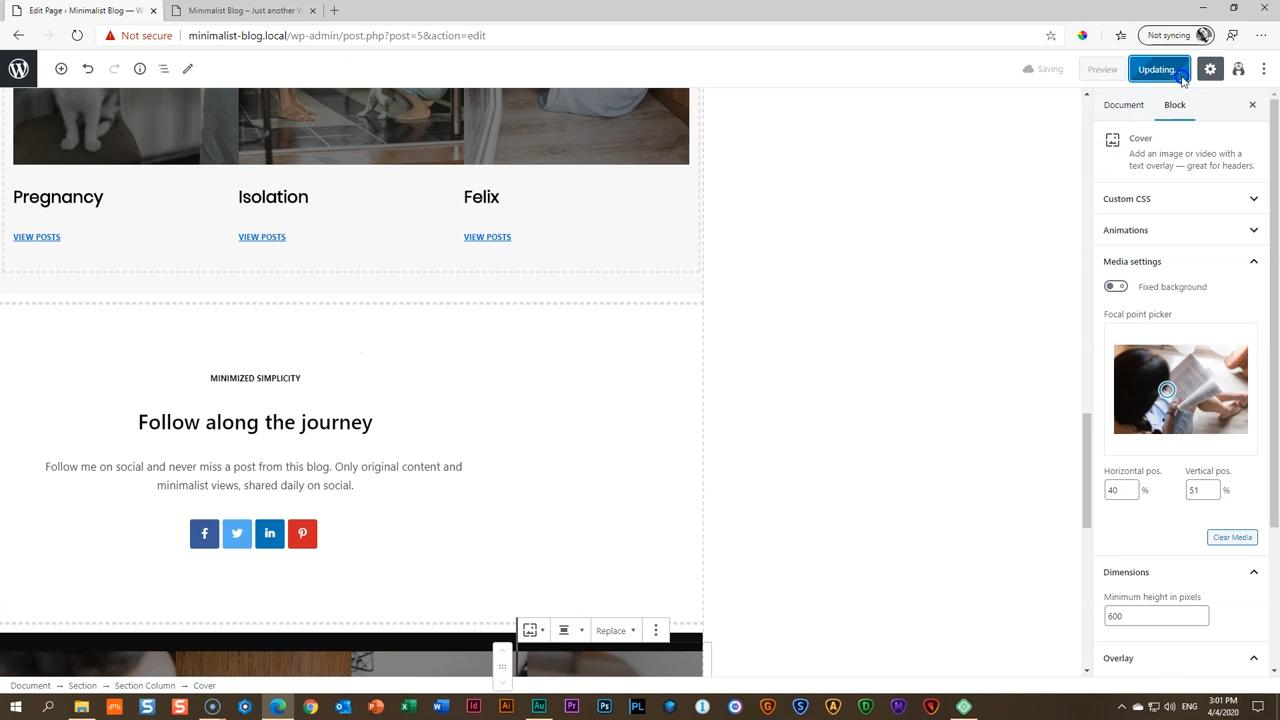 Edit Page ‹ Minimalist Blog — W
Minimalist Blog – Just another W
Not secure
minimalist-blog.local/wp-admin/post.php?post=5&action=edit
Not syncing
Saving
Preview
Updating...
Document
Block
Cover
Add an image or video with a
text overlay — great for headers.
Custom CSS
Animations
Media settings
Fixed background
Focal point picker
Horizontal pos.
Vertical pos.
40 %
51 %
Clear Media
Dimensions
Minimum height in pixels
600
Overlay
Pregnancy
Isolation
Felix
VIEW POSTS
VIEW POSTS
VIEW POSTS
MINIMIZED SIMPLICITY
Follow along the journey
Follow me on social and never miss a post from this blog. Only original content and
minimalist views, shared daily on social.
Replace
Document → Section → Section Column → Cover
3:01 PM
4/4/2020